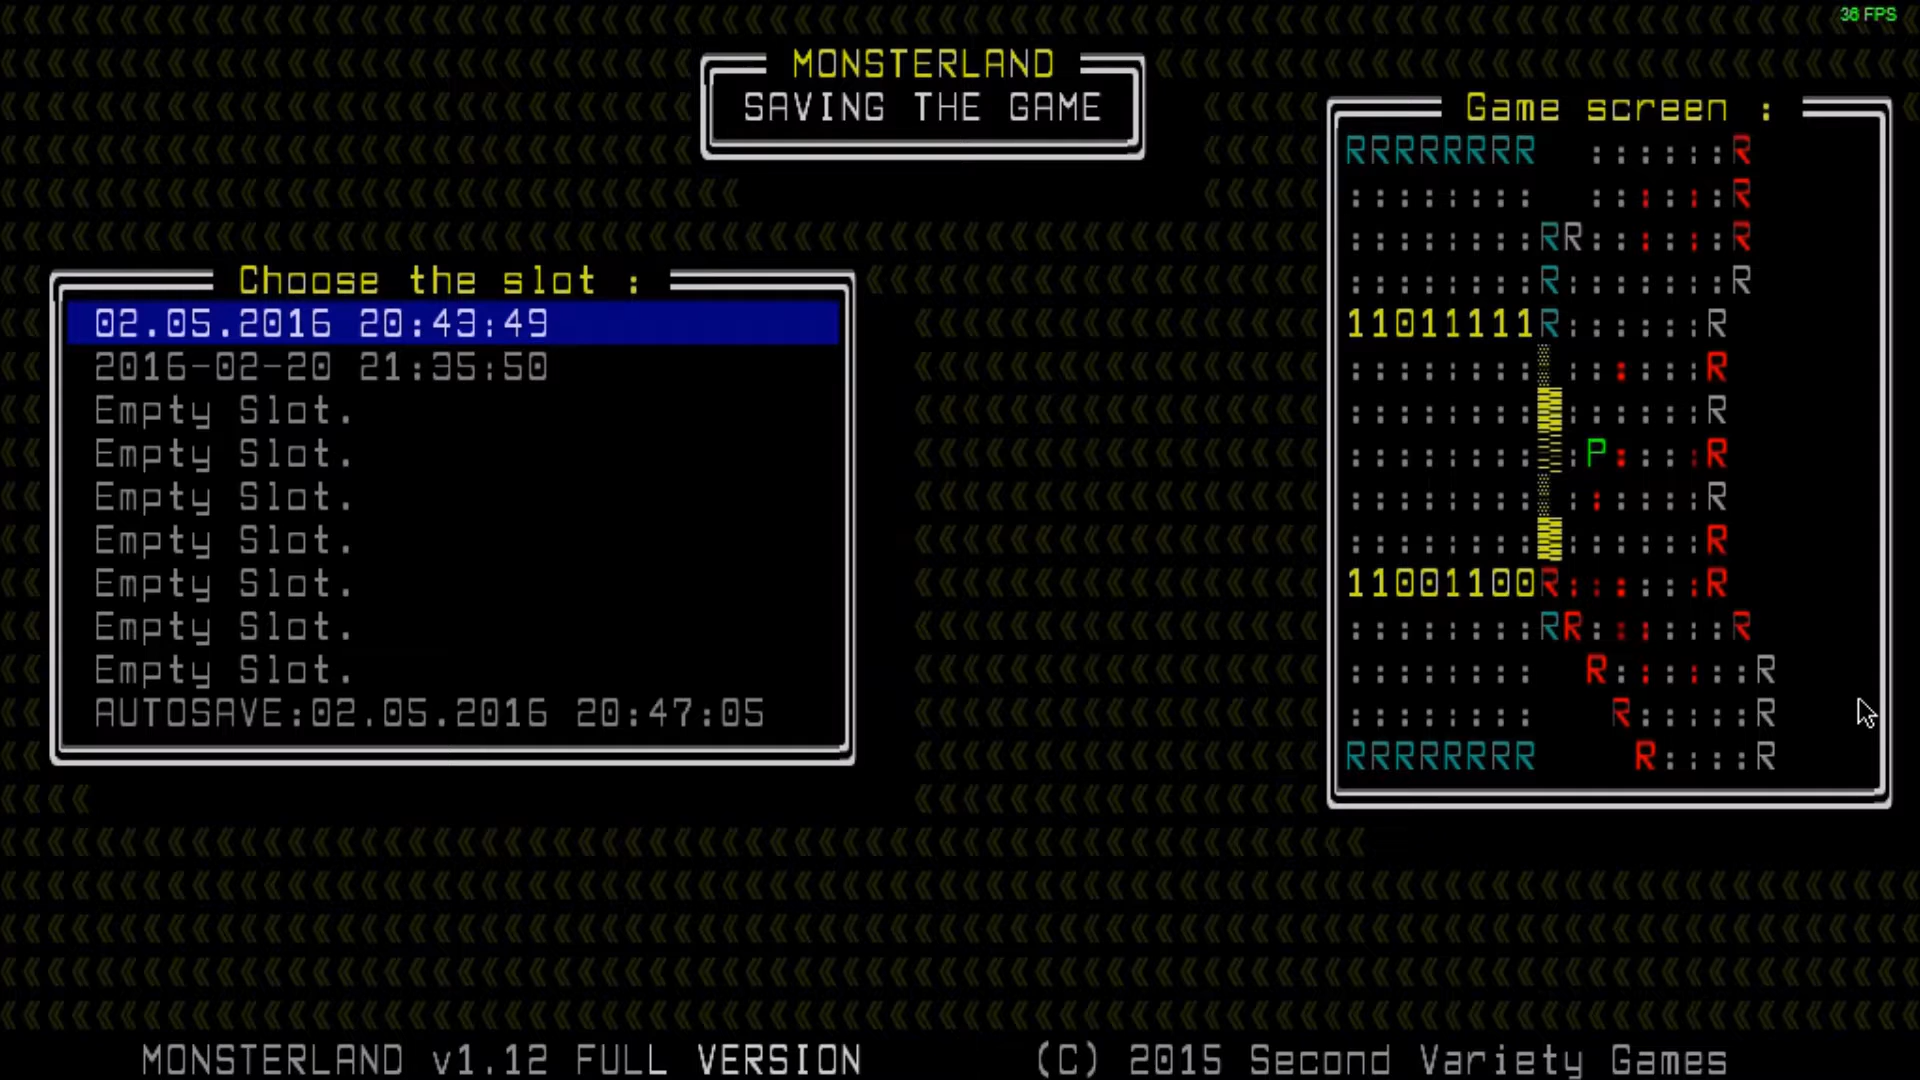 36 FPS
MONSTERLAND
SAVING THE GAME
Choose the slot :
02.05.2016 20:43:49
2016-02-20 21:35:50
Empty Slot.
Empty Slot.
Empty Slot.
Empty Slot.
Empty Slot.
Empty Slot.
Empty Slot.
AUTOSAVE:02.05.2016 20:47:05
Game screen :
RRRRRRRR ::::::R
:::::::: ::::::R
::::::::RR::::::R
::::::::R:::::::R
11011111R::::::R
:::::::: ::::::R
:::::::: ::::::R
:::::::: :P::::R
:::::::: ::::::R
:::::::: ::::::R
11001100R::::::R
::::::::RR::::::R
:::::::: R::::::R
:::::::: R:::::R
RRRRRRRR R::::R
MONSTERLAND v1.12 FULL VERSION
(C) 2015 Second Variety Games